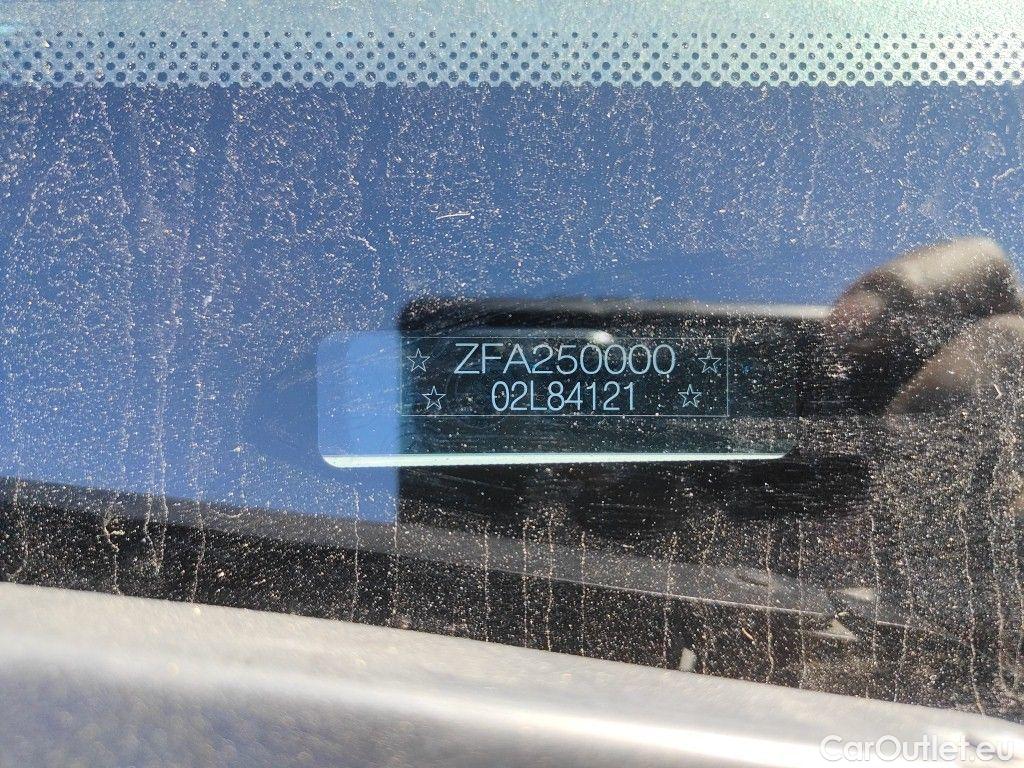 ☆ ZFA250000 ☆
☆ 02L84121 ☆
CarOutlet.eu